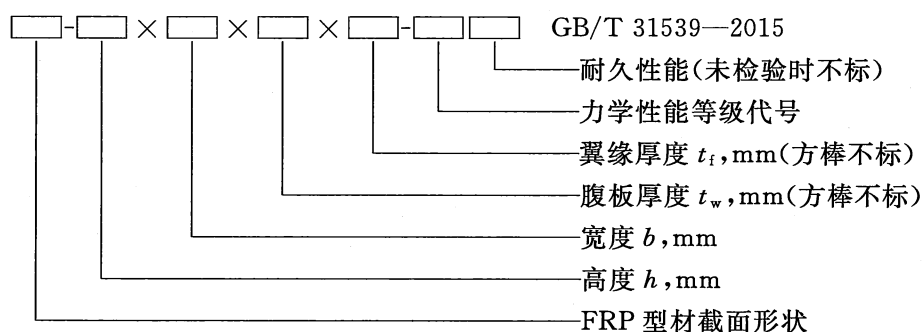 □-□×□×□×□-□□ GB/T 31539—2015
耐久性能(未检验时不标)
力学性能等级代号
翼缘厚度 tf,mm(方棒不标)
腹板厚度 tw,mm(方棒不标)
宽度 b,mm
高度 h,mm
FRP 型材截面形状